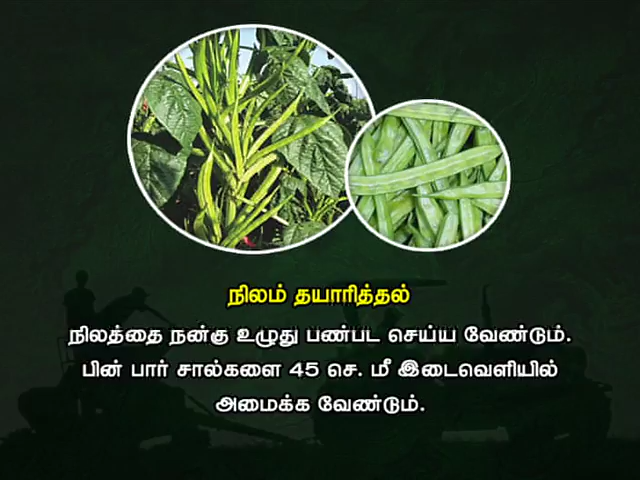 நிலம் தயாரித்தல்
நிலத்தை நன்கு உழுது பண்பட செய்ய வேண்டும்.
பின் பார் சால்களை 45 செ. மீ இடைவெளியில்
அமைக்க வேண்டும்.